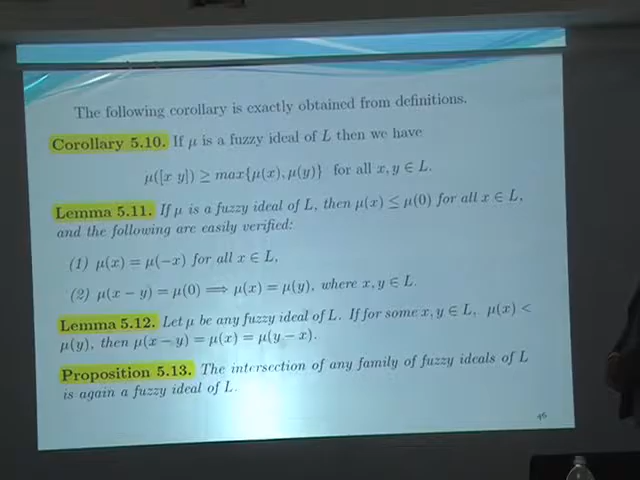 The following corollary is exactly obtained from definitions.
Corollary 5.10. If μ is a fuzzy ideal of L then we have
μ([x y]) ≥ max{μ(x), μ(y)} for all x, y ∈ L.
Lemma 5.11. If μ is a fuzzy ideal of L, then μ(x) ≤ μ(0) for all x ∈ L,
and the following are easily verified:
(1) μ(x) = μ(−x) for all x ∈ L,
(2) μ(x − y) = μ(0) ⟹ μ(x) = μ(y), where x, y ∈ L.
Lemma 5.12. Let μ be any fuzzy ideal of L. If for some x, y ∈ L, μ(x) <
μ(y), then μ(x − y) = μ(x) = μ(y − x).
Proposition 5.13. The intersection of any family of fuzzy ideals of L
is again a fuzzy ideal of L.
46